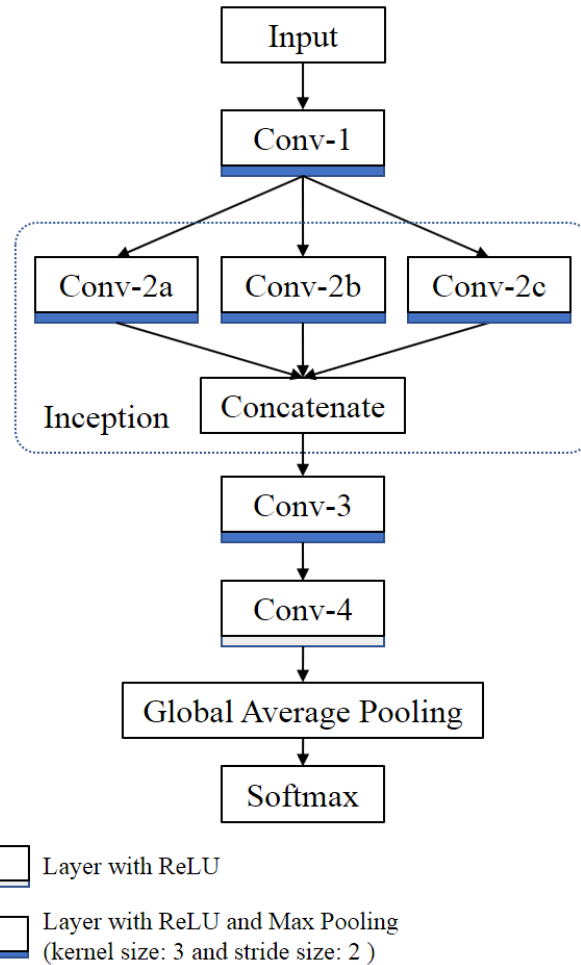 Input
Conv-1
Conv-2a Conv-2b Conv-2c
Concatenate
Inception
Conv-3
Conv-4
Global Average Pooling
Softmax
Layer with ReLU
Layer with ReLU and Max Pooling
(kernel size: 3 and stride size: 2 )